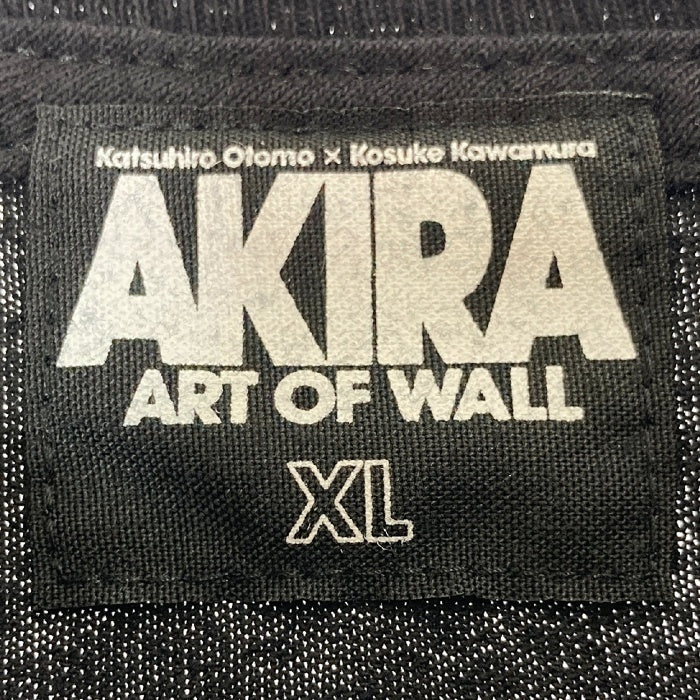 Katsuhiro Otomo × Kosuke Kawamura
AKIRA
ART OF WALL
XL